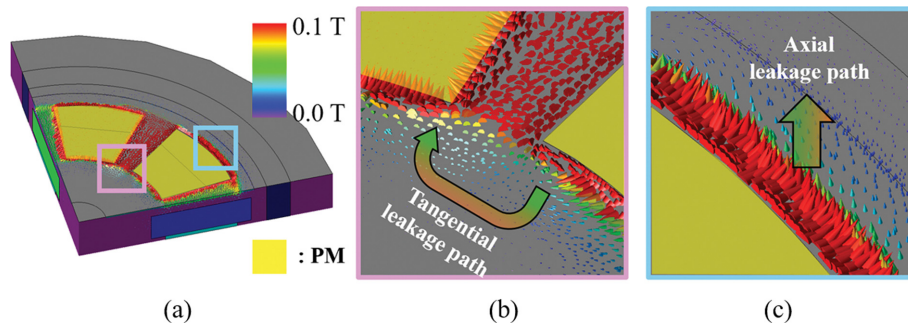 0.1 T
0.0 T
: PM
Tangential
leakage path
Axial
leakage path
(a)
(b)
(c)